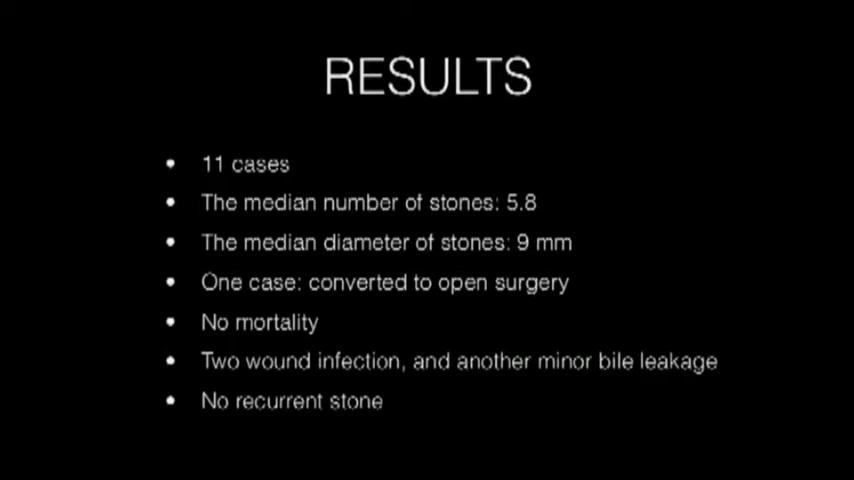 RESULTS
• 11 cases
• The median number of stones: 5.8
• The median diameter of stones: 9 mm
• One case: converted to open surgery
• No mortality
• Two wound infection, and another minor bile leakage
• No recurrent stone